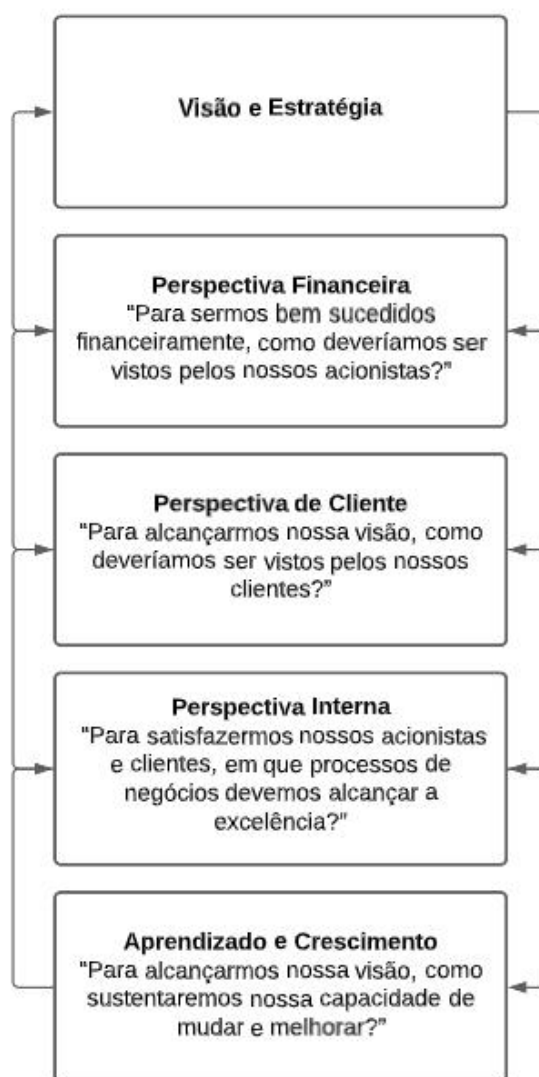 Visão e Estratégia
Perspectiva Financeira
“Para sermos bem sucedidos
financeiramente, como deveríamos ser
vistos pelos nossos acionistas?”
Perspectiva de Cliente
“Para alcançarmos nossa visão, como
deveríamos ser vistos pelos nossos
clientes?”
Perspectiva Interna
“Para satisfazermos nossos acionistas
e clientes, em que processos de
negócios devemos alcançar a
excelência?”
Aprendizado e Crescimento
“Para alcançarmos nossa visão, como
sustentaremos nossa capacidade de
mudar e melhorar?”